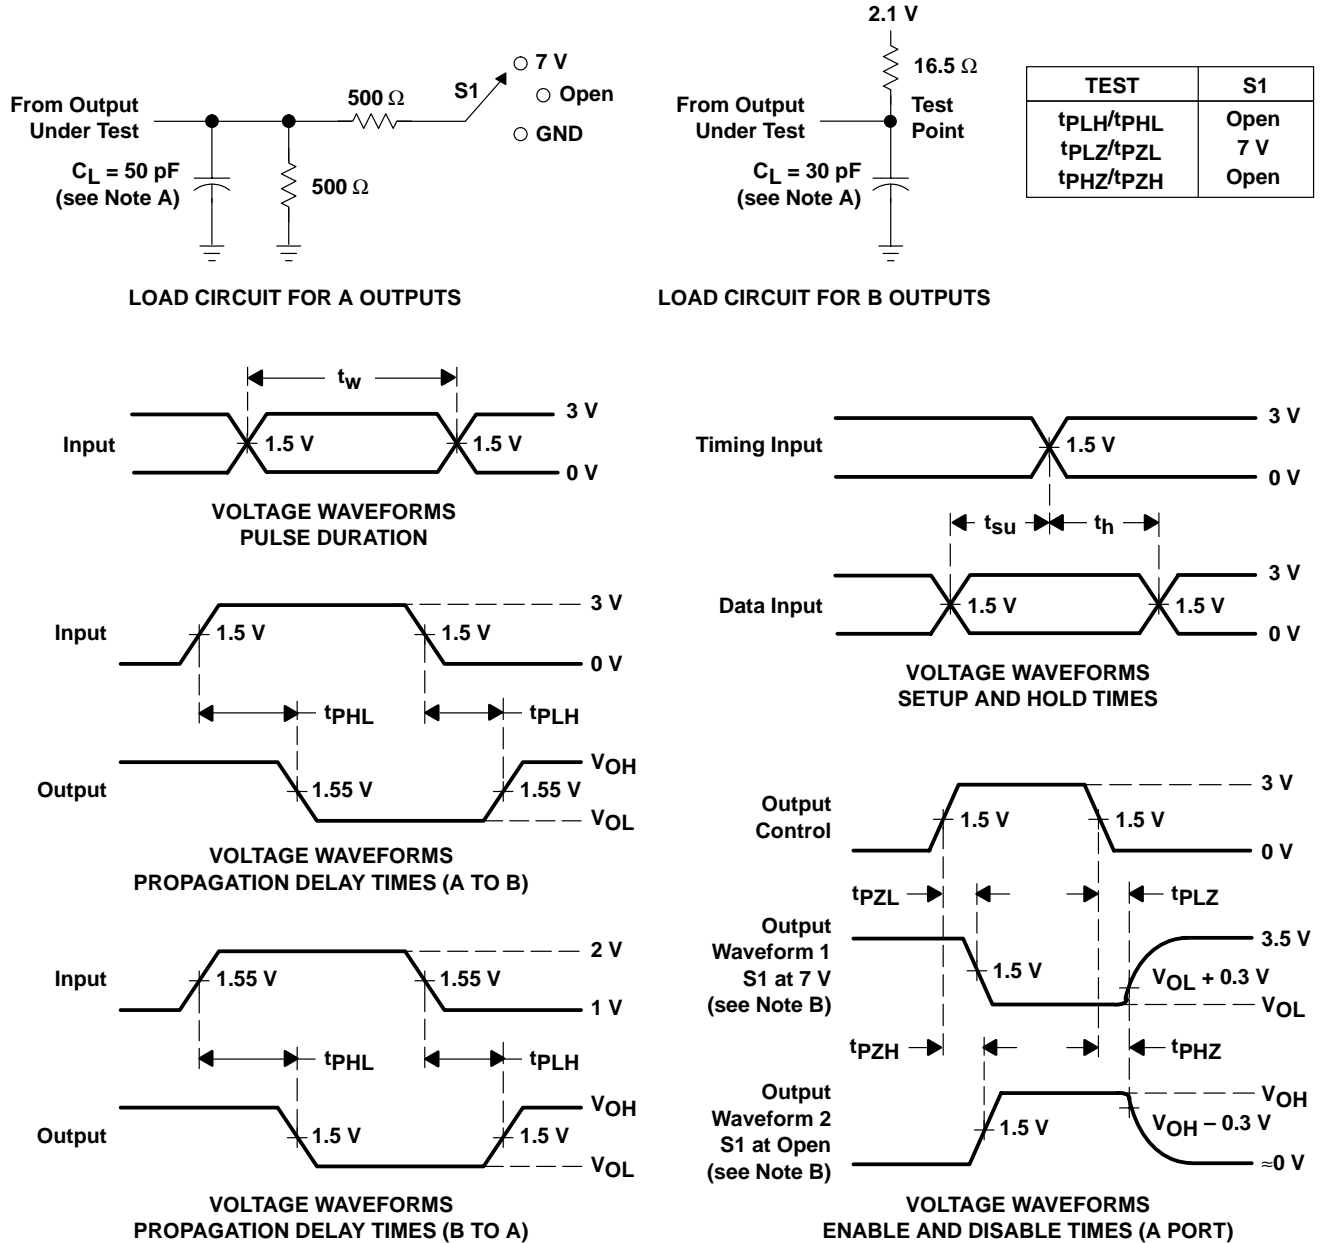 From Output
Under Test
CL = 50 pF
(see Note A)
500 Ω
500 Ω
S1
7 V
Open
GND
LOAD CIRCUIT FOR A OUTPUTS
2.1 V
16.5 Ω
From Output
Under Test
Test
Point
CL = 30 pF
(see Note A)
LOAD CIRCUIT FOR B OUTPUTS
TEST S1
tPLH/tPHL Open
tPLZ/tPZL 7 V
tPHZ/tPZH Open
tw
Input
1.5 V
1.5 V
3 V
0 V
VOLTAGE WAVEFORMS
PULSE DURATION
Timing Input
1.5 V
3 V
0 V
tsu
th
Data Input
1.5 V
1.5 V
3 V
0 V
VOLTAGE WAVEFORMS
SETUP AND HOLD TIMES
Input
1.5 V
1.5 V
3 V
0 V
tPHL
tPLH
Output
1.55 V
1.55 V
VOH
VOL
VOLTAGE WAVEFORMS
PROPAGATION DELAY TIMES (A TO B)
Input
1.55 V
1.55 V
2 V
1 V
tPHL
tPLH
Output
1.5 V
1.5 V
VOH
VOL
VOLTAGE WAVEFORMS
PROPAGATION DELAY TIMES (B TO A)
Output
Control
1.5 V
1.5 V
3 V
0 V
tPZL
tPLZ
Output
Waveform 1
S1 at 7 V
(see Note B)
1.5 V
3.5 V
VOL + 0.3 V
VOL
tPZH
tPHZ
Output
Waveform 2
S1 at Open
(see Note B)
1.5 V
VOH
VOH – 0.3 V
≈0 V
VOLTAGE WAVEFORMS
ENABLE AND DISABLE TIMES (A PORT)